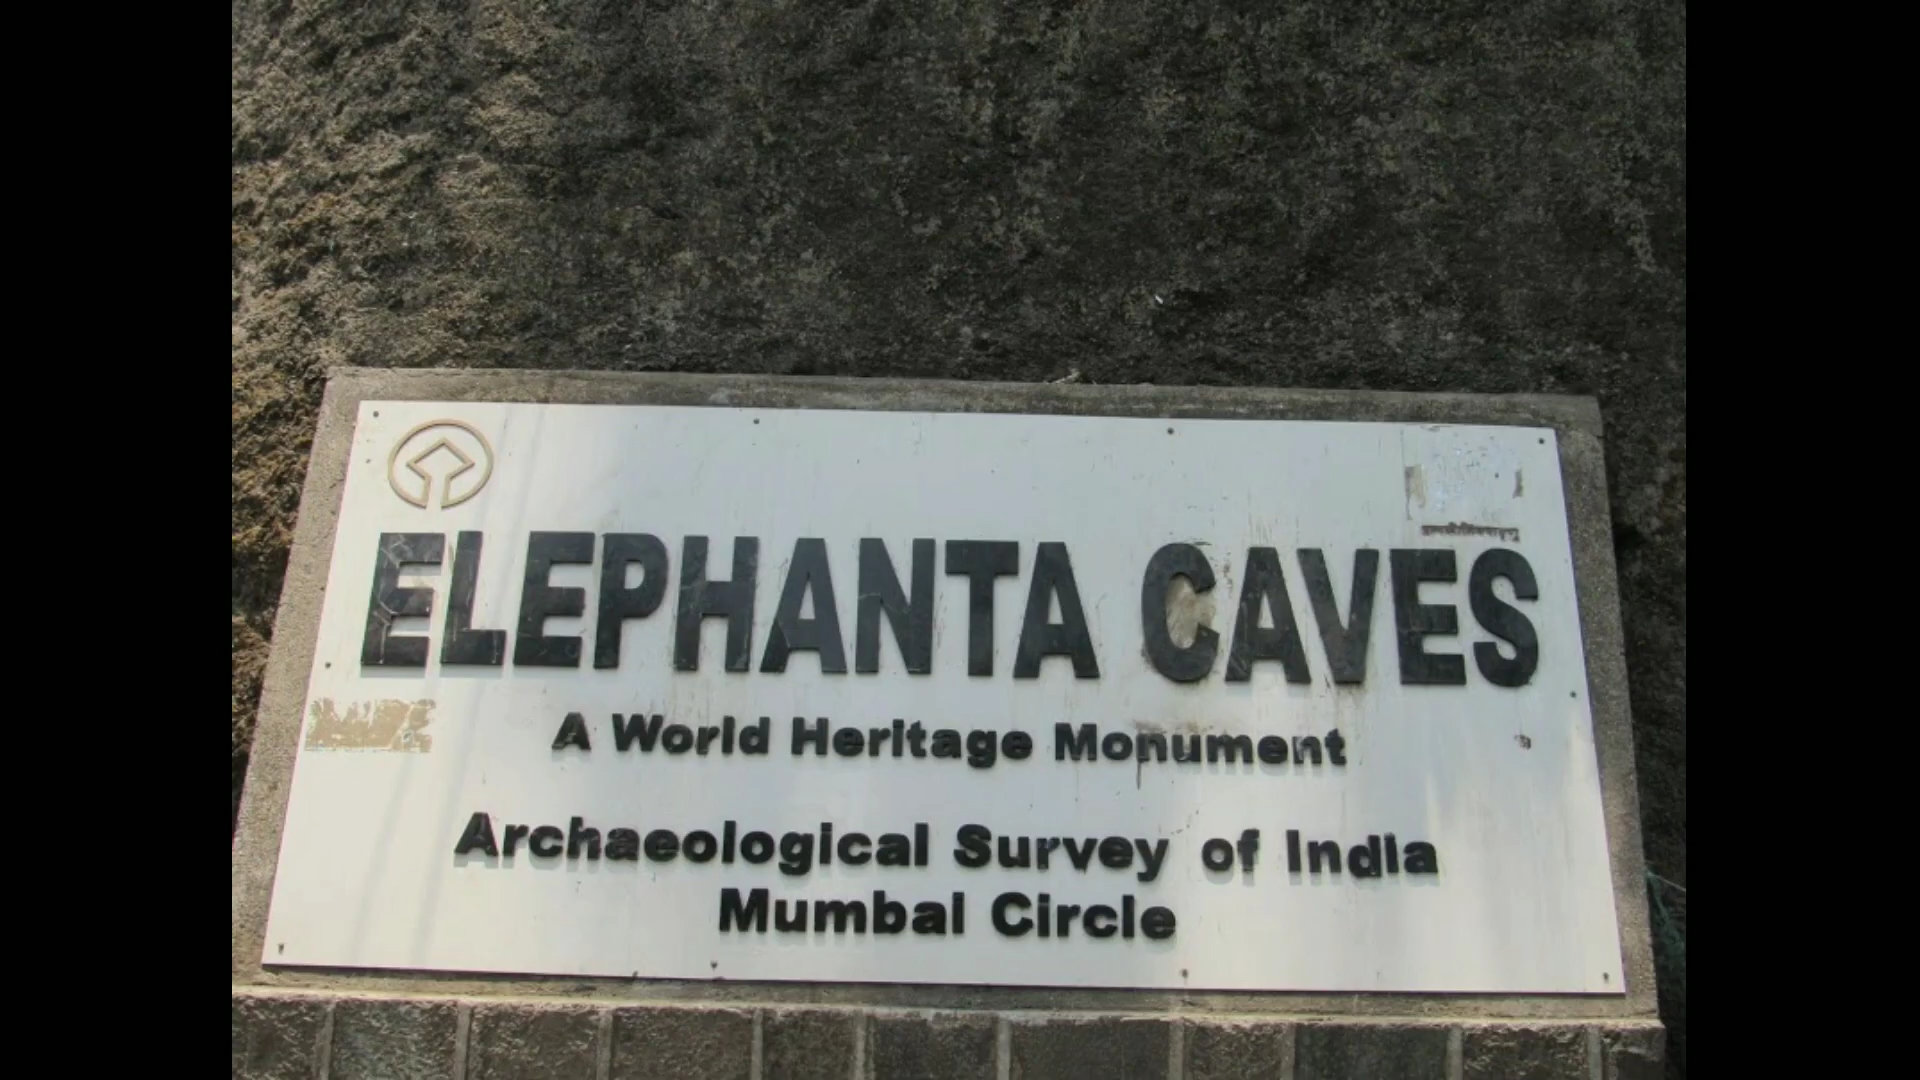 ELEPHANTA CAVES
A World Heritage Monument
Archaeological Survey of India
Mumbai Circle